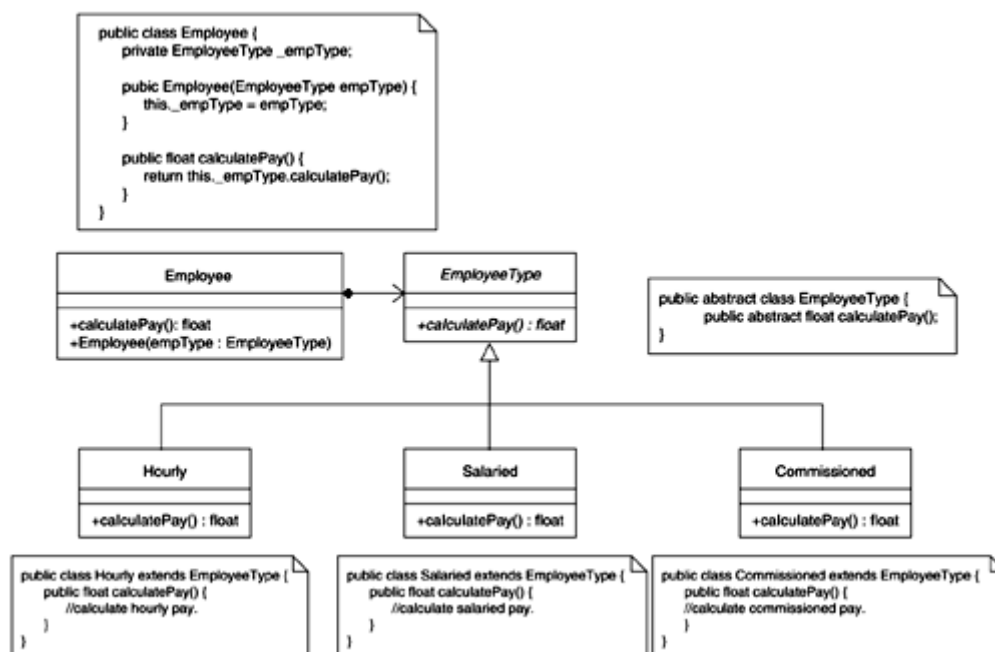 public class Employee {
private EmployeeType _empType;
pubic Employee(EmployeeType empType) {
this._empType = empType;
}
public float calculatePay() {
return this._empType.calculatePay();
}
}
Employee
+calculatePay(): float
+Employee(empType : EmployeeType)
EmployeeType
+calculatePay() : float
public abstract class EmployeeType {
public abstract float calculatePay();
}
Hourly
+calculatePay() : float
Salaried
+calculatePay() : float
Commissioned
+calculatePay() : float
public class Hourly extends EmployeeType {
public float calculatePay() {
//calculate hourly pay.
}
}
public class Salaried extends EmployeeType {
public float calculatePay() {
//calculate salaried pay.
}
}
public class Commissioned extends EmployeeType {
public float calculatePay() {
//calculate commissioned pay.
}
}